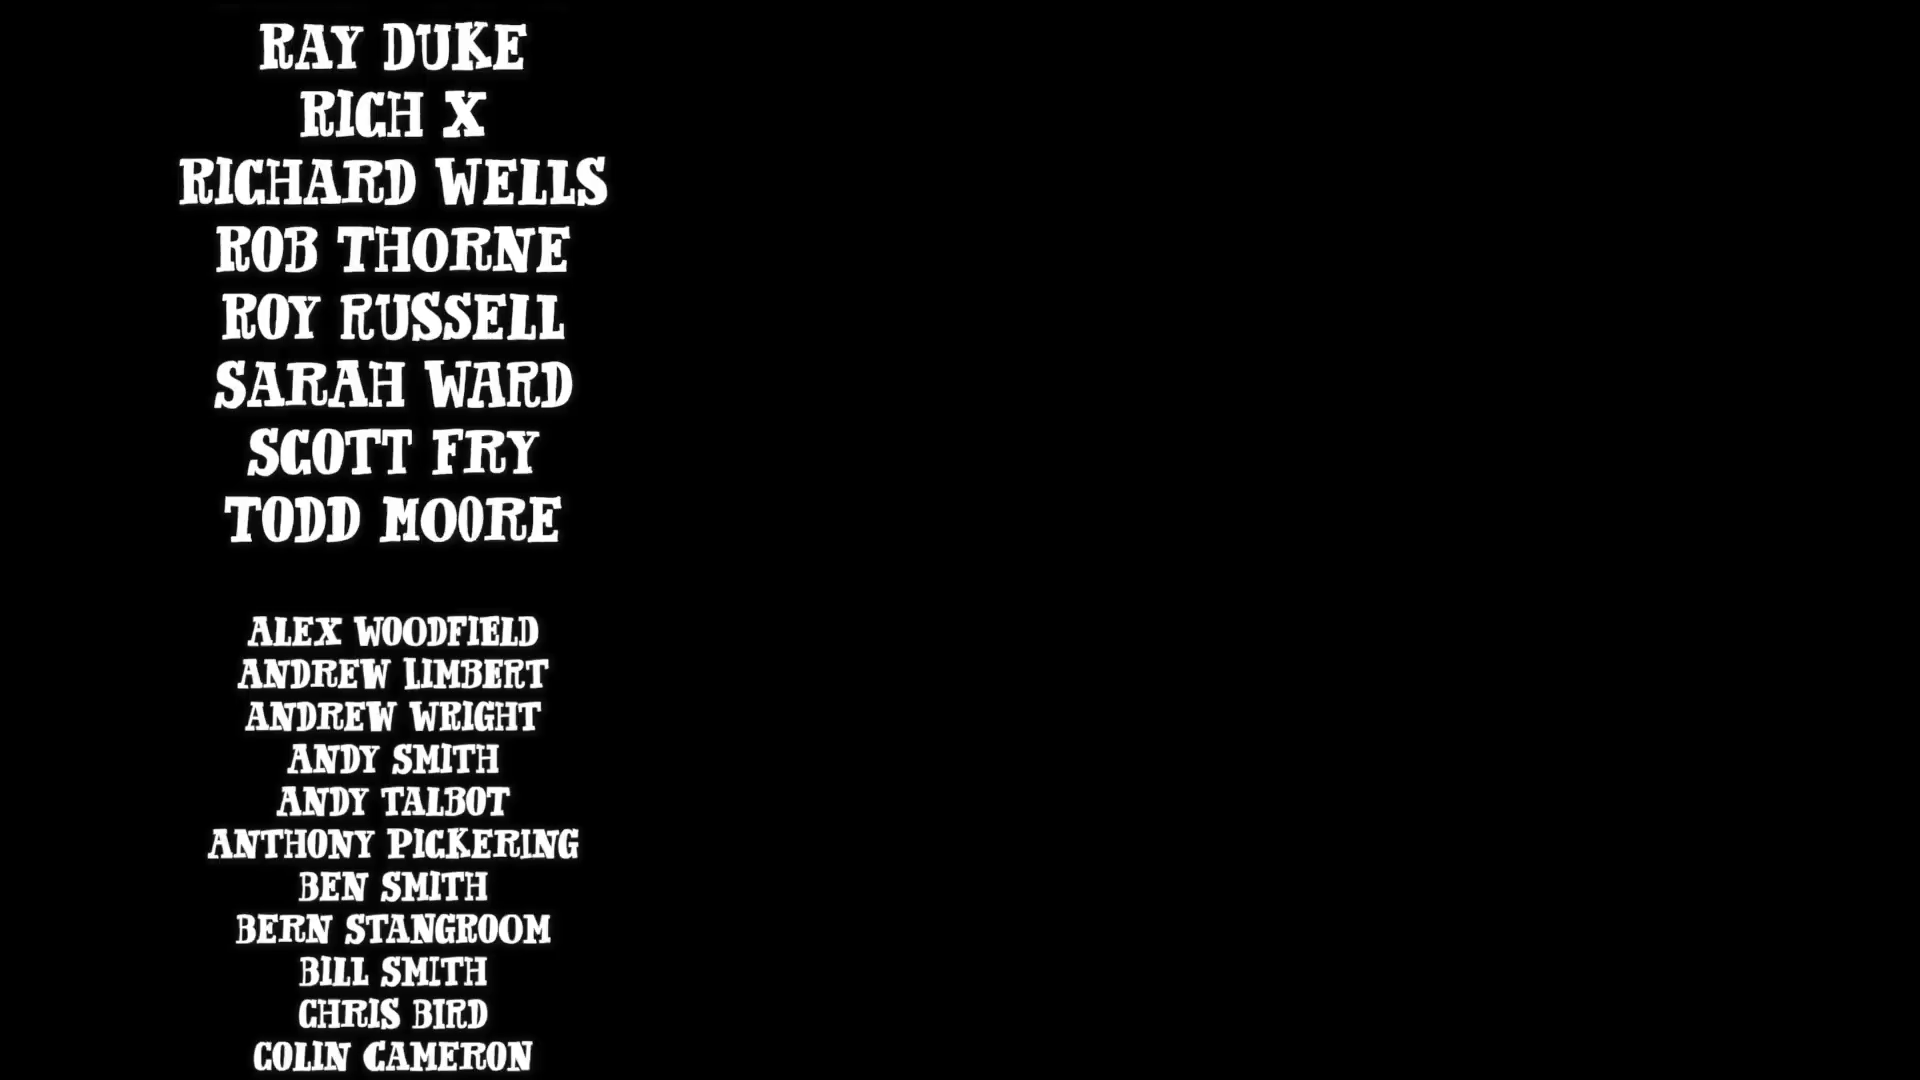 RAY DUKE
RICH X
RICHARD WELLS
ROB THORNE
ROY RUSSELL
SARAH WARD
SCOTT FRY
TODD MOORE
ALEX WOODFIELD
ANDREW LIMBERT
ANDREW WRIGHT
ANDY SMITH
ANDY TALBOT
ANTHONY PICKERING
BEN SMITH
BERN STANGROOM
BILL SMITH
CHRIS BIRD
COLIN CAMERON